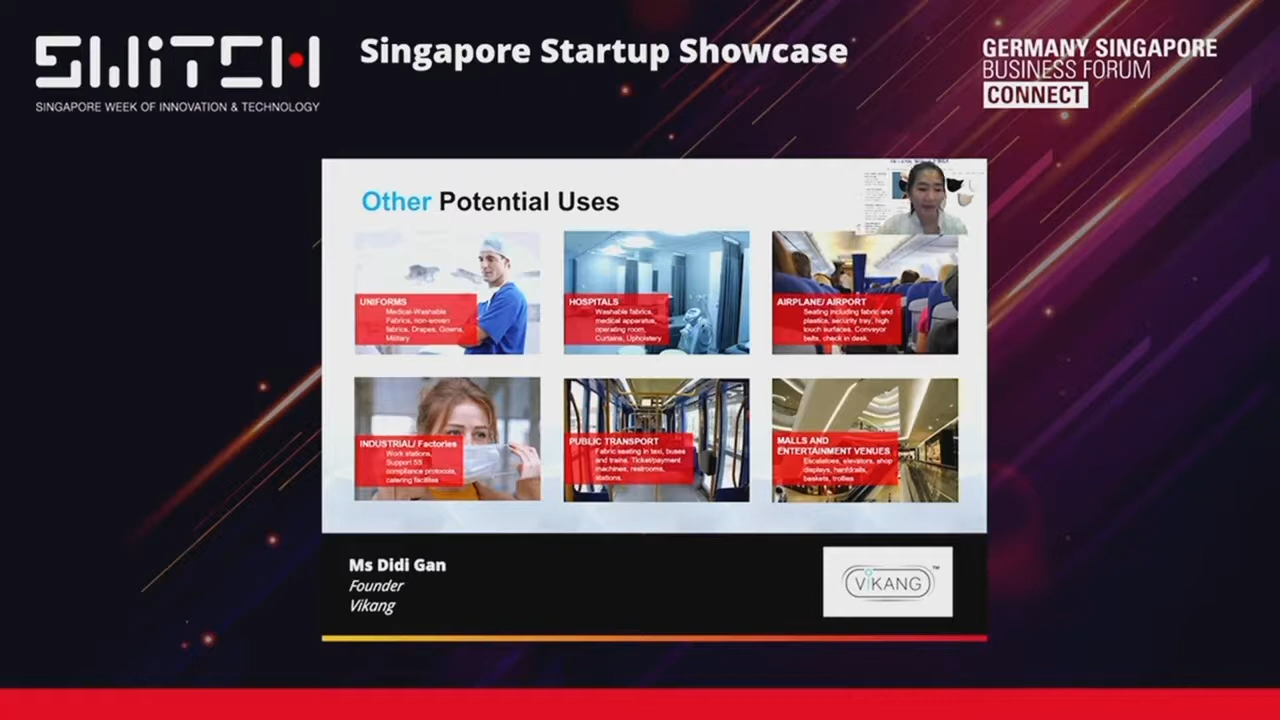 SWITCH
SINGAPORE WEEK OF INNOVATION & TECHNOLOGY
Singapore Startup Showcase
GERMANY SINGAPORE
BUSINESS FORUM
CONNECT
Other Potential Uses
UNIFORMS
Medical-Washable
Fabrics, non-woven
fabrics, Drapes, Gowns,
Military
HOSPITALS
Washable fabrics,
medical apparatus,
operating room,
Curtains, Upholstery
AIRPLANE/ AIRPORT
Seating including fabric and
plastics, security tray, high
touch surfaces. Conveyor
belts, check in desk,
INDUSTRIAL/ Factories
Work stations,
Support 5S
compliance protocols,
catering facilities
PUBLIC TRANSPORT
Fabric seating in taxi, buses
and trains. Ticket/payment
machines, restrooms,
stations.
MALLS AND
ENTERTAINMENT VENUES
Escalators, elevators, shop
displays, handrails,
baskets, trollies
Ms Didi Gan
Founder
Vikang
ViKANG™